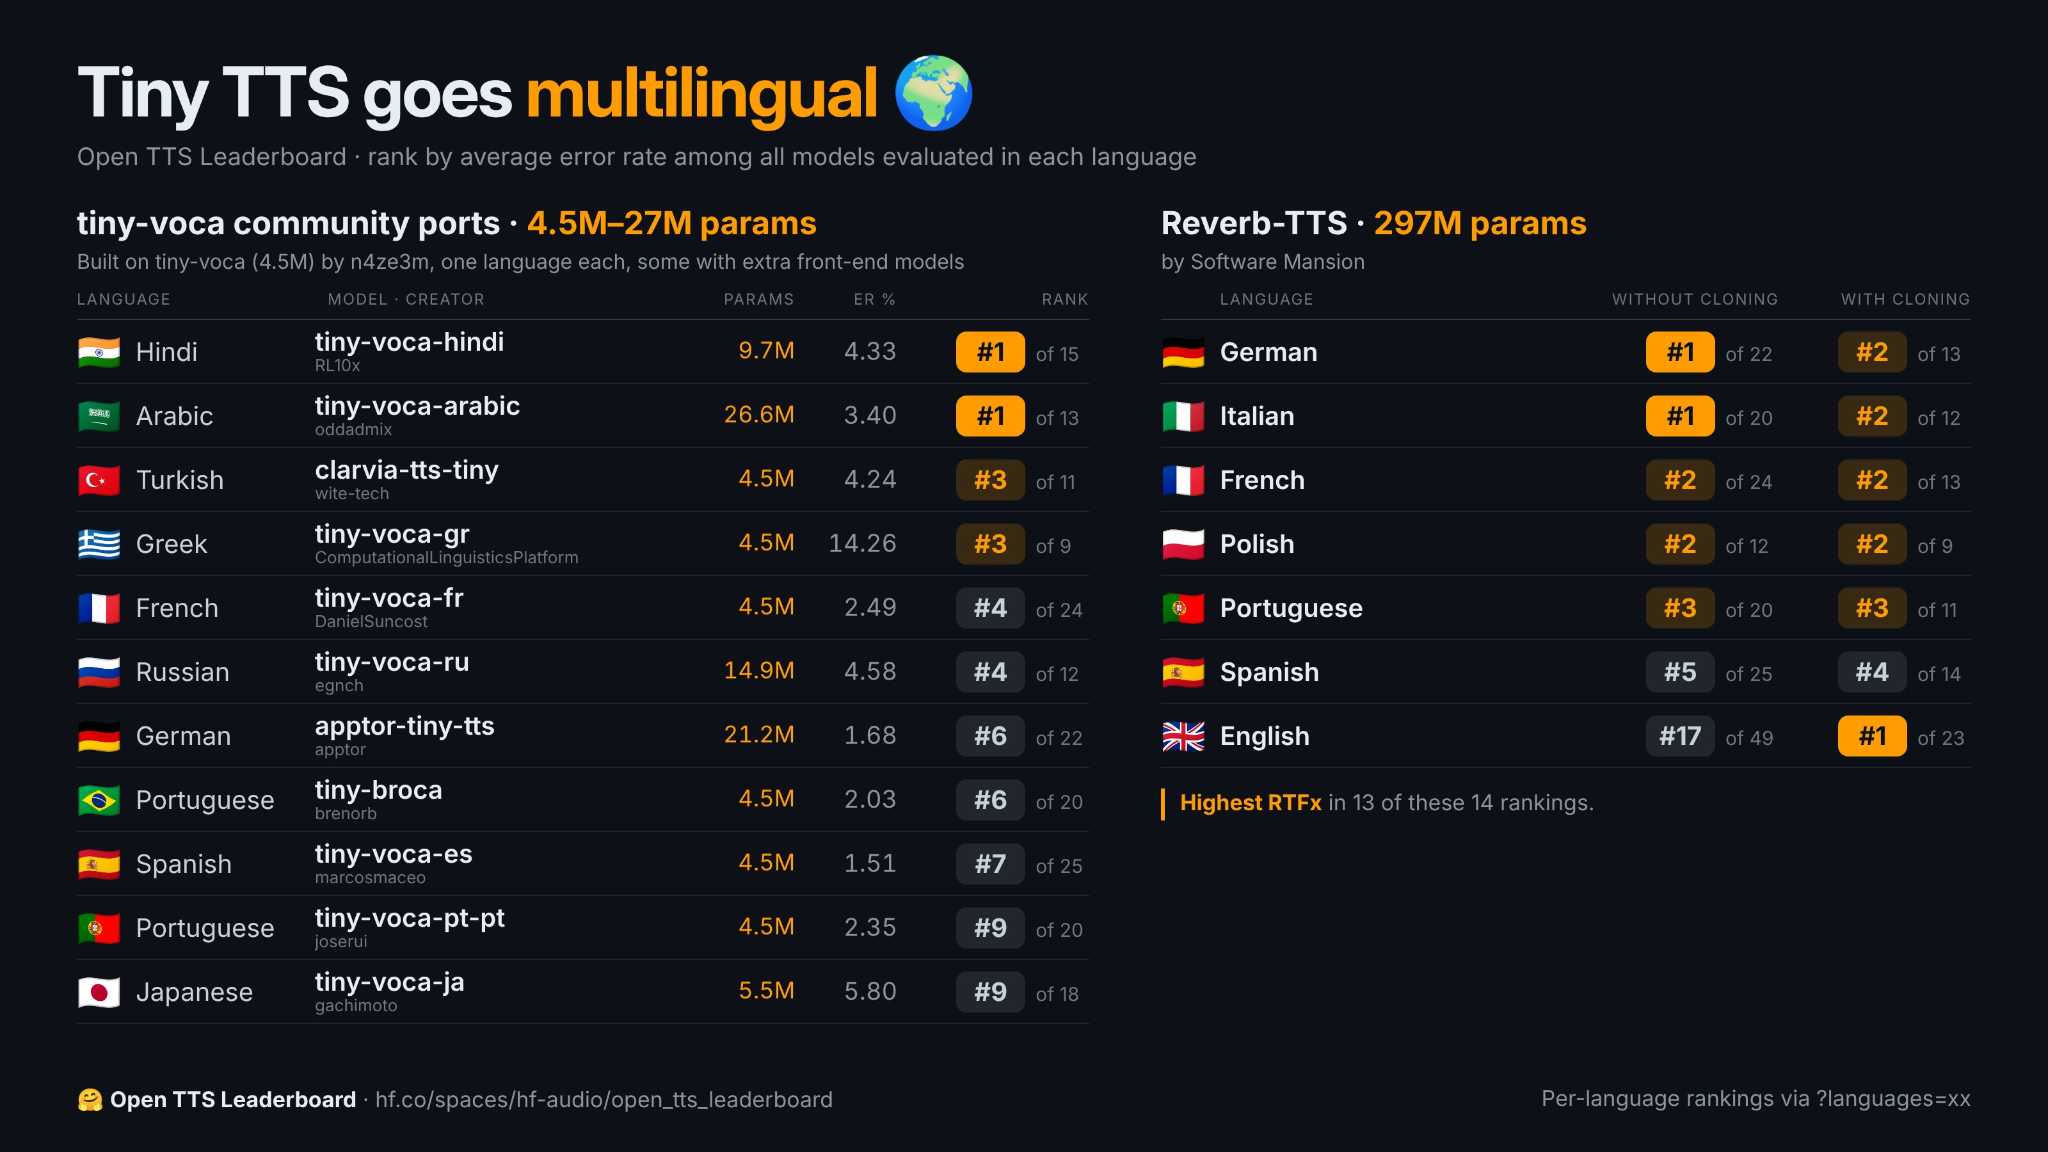 Tiny TTS goes multilingual 🌍
Open TTS Leaderboard · rank by average error rate among all models evaluated in each language
tiny-voca community ports · 4.5M–27M params
Built on tiny-voca (4.5M) by n4ze3m, one language each, some with extra front-end models
LANGUAGE MODEL · CREATOR PARAMS ER % RANK
Hindi tiny-voca-hindi 9.7M 4.33 #1 of 15
RL10x
Arabic tiny-voca-arabic 26.6M 3.40 #1 of 13
oddadmix
Turkish clarvia-tts-tiny 4.5M 4.24 #3 of 11
wite-tech
Greek tiny-voca-gr 4.5M 14.26 #3 of 9
ComputationalLinguisticsPlatform
French tiny-voca-fr 4.5M 2.49 #4 of 24
DanielSuncost
Russian tiny-voca-ru 14.9M 4.58 #4 of 12
egnch
German apptor-tiny-tts 21.2M 1.68 #6 of 22
apptor
Portuguese tiny-broca 4.5M 2.03 #6 of 20
brenorb
Spanish tiny-voca-es 4.5M 1.51 #7 of 25
marcosmaceo
Portuguese tiny-voca-pt-pt 4.5M 2.35 #9 of 20
joserui
Japanese tiny-voca-ja 5.5M 5.80 #9 of 18
gachimoto
Reverb-TTS · 297M params
by Software Mansion
LANGUAGE WITHOUT CLONING WITH CLONING
German #1 of 22 #2 of 13
Italian #1 of 20 #2 of 12
French #2 of 24 #2 of 13
Polish #2 of 12 #2 of 9
Portuguese #3 of 20 #3 of 11
Spanish #5 of 25 #4 of 14
English #17 of 49 #1 of 23
Highest RTFx in 13 of these 14 rankings.
🤗 Open TTS Leaderboard · hf.co/spaces/hf-audio/open_tts_leaderboard
Per-language rankings via ?languages=xx